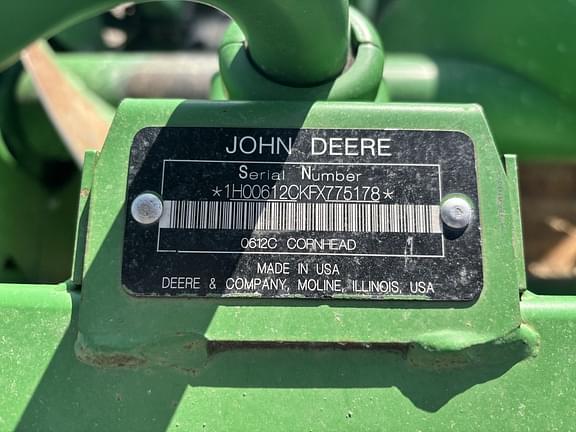 JOHN DEERE
Serial Number
*1H00612CKFX775178*
0612C CORNHEAD
MADE IN USA
DEERE & COMPANY, MOLINE, ILLINOIS, USA